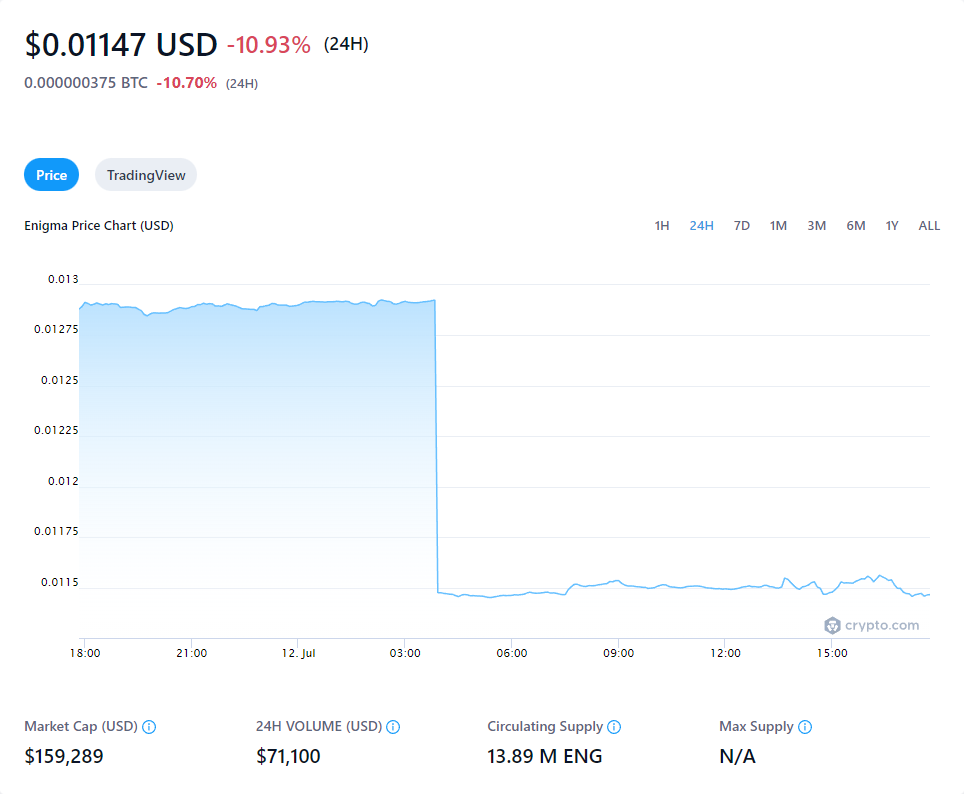 $0.01147 USD -10.93% (24H)
0.000000375 BTC -10.70% (24H)
Price TradingView
Enigma Price Chart (USD) 1H 24H 7D 1M 3M 6M 1Y ALL
0.013
0.01275
0.0125
0.01225
0.012
0.01175
0.0115
crypto.com
18:00 21:00 12. Jul 03:00 06:00 09:00 12:00 15:00
Market Cap (USD) 24H VOLUME (USD) Circulating Supply Max Supply
$159,289 $71,100 13.89 M ENG N/A